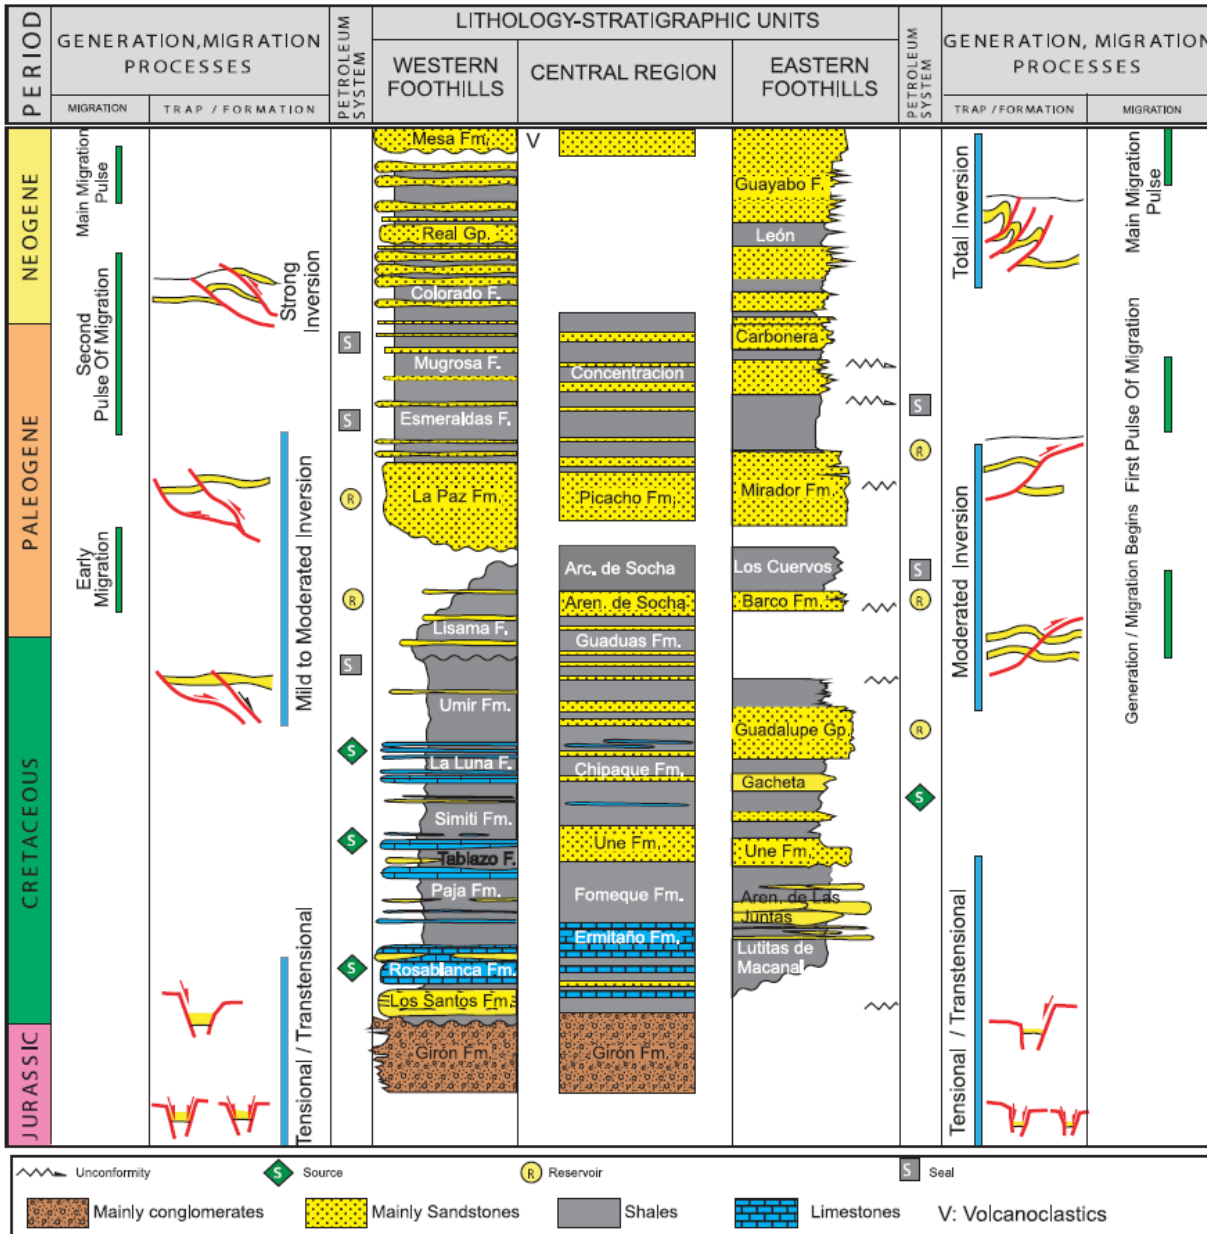 PERIOD
GENERATION,MIGRATION
PROCESSES
MIGRATION
TRAP / FORMATION
PETROLEUM
SYSTEM
LITHOLOGY-STRATIGRAPHIC UNITS
WESTERN
FOOTHILLS
CENTRAL REGION
EASTERN
FOOTHILLS
PETROLEUM
SYSTEM
GENERATION, MIGRATION
PROCESSES
TRAP / FORMATION
MIGRATION
NEOGENE
PALEOGENE
CRETACEOUS
JURASSIC
Main Migration
Pulse
Second
Pulse Of Migration
Early
Migration
Strong
Inversion
Mild to Moderated Inversion
Tensional / Transtensional
S
S
R
R
S
S
S
S
Mesa Fm.
Real Gp.
Colorado F.
Mugrosa F.
Esmeraldas F.
La Paz Fm.
Lisama F.
Umir Fm.
La Luna F.
Simiti Fm.
Tablazo F.
Paja Fm.
Rosablanca Fm.
Los Santos Fm.
Giron Fm.
V
Concentracion
Picacho Fm.
Arc. de Socha
Aren. de Socha
Guaduas Fm.
Chipaque Fm.
Une Fm.
Fomeque Fm.
Ermitaño Fm.
Giron Fm.
Guayabo F.
León
Carbonera
Mirador Fm.
Los Cuervos
Barco Fm.
Guadalupe Gp.
Gacheta
Une Fm.
Aren. de Las
Juntas
Lutitas de
Macanal
S
R
S
R
R
S
Total Inversion
Moderated Inversion
Tensional / Transtensional
Main Migration
Pulse
Generation / Migration Begins First Pulse Of Migration
Unconformity
S Source
R Reservoir
S Seal
Mainly conglomerates
Mainly Sandstones
Shales
Limestones
V: Volcanoclastics